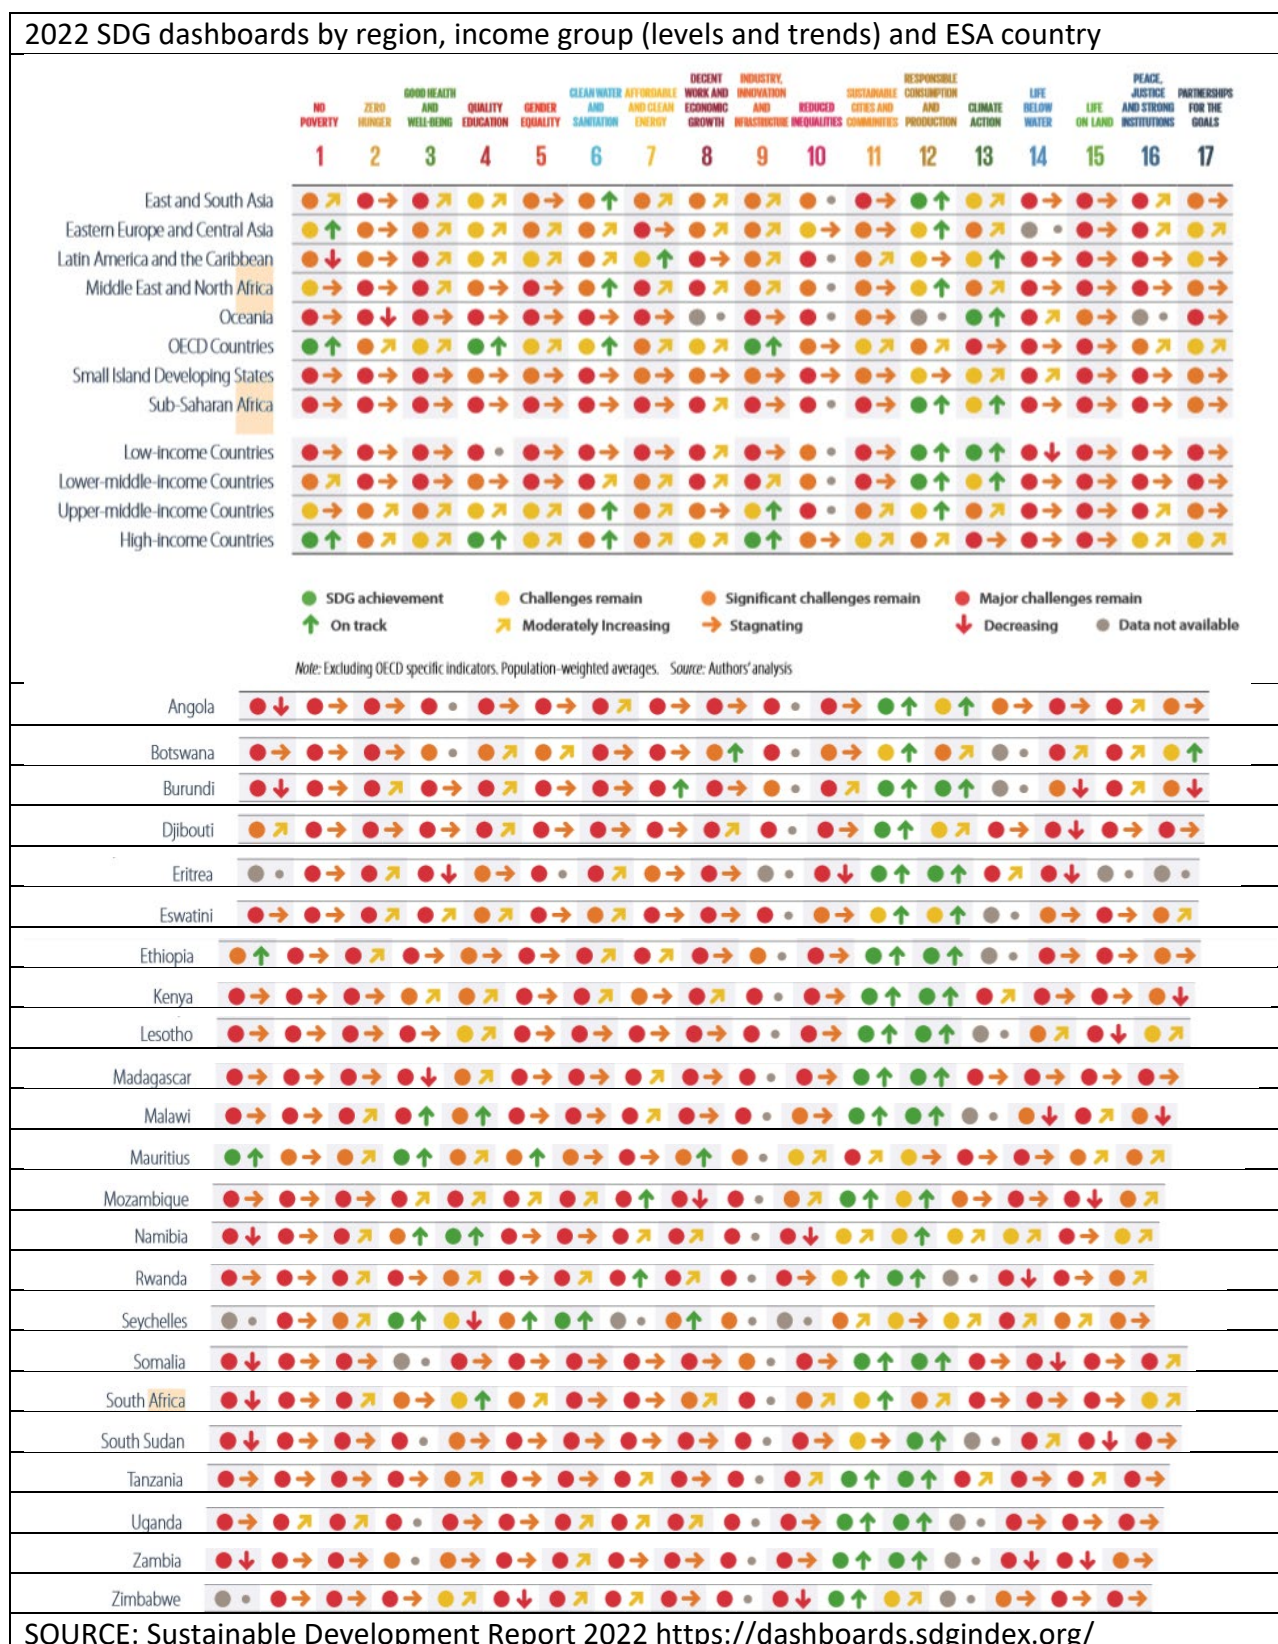 2022 SDG dashboards by region, income group (levels and trends) and ESA country
NO POVERTY
ZERO HUNGER
GOOD HEALTH AND WELL-BEING
QUALITY EDUCATION
GENDER EQUALITY
CLEAN WATER AND SANITATION
AFFORDABLE AND CLEAN ENERGY
DECENT WORK AND ECONOMIC GROWTH
INDUSTRY, INNOVATION AND INFRASTRUCTURE
REDUCED INEQUALITIES
SUSTAINABLE CITIES AND COMMUNITIES
RESPONSIBLE CONSUMPTION AND PRODUCTION
CLIMATE ACTION
LIFE BELOW WATER
LIFE ON LAND
PEACE, JUSTICE AND STRONG INSTITUTIONS
PARTNERSHIPS FOR THE GOALS
1 2 3 4 5 6 7 8 9 10 11 12 13 14 15 16 17
East and South Asia
Eastern Europe and Central Asia
Latin America and the Caribbean
Middle East and North Africa
Oceania
OECD Countries
Small Island Developing States
Sub-Saharan Africa
Low-income Countries
Lower-middle-income Countries
Upper-middle-income Countries
High-income Countries
SDG achievement Challenges remain Significant challenges remain Major challenges remain
On track Moderately Increasing Stagnating Decreasing Data not available
Note: Excluding OECD specific indicators. Population-weighted averages. Source: Authors' analysis
Angola
Botswana
Burundi
Djibouti
Eritrea
Eswatini
Ethiopia
Kenya
Lesotho
Madagascar
Malawi
Mauritius
Mozambique
Namibia
Rwanda
Seychelles
Somalia
South Africa
South Sudan
Tanzania
Uganda
Zambia
Zimbabwe
SOURCE: Sustainable Development Report 2022 https://dashboards.sdgindex.org/